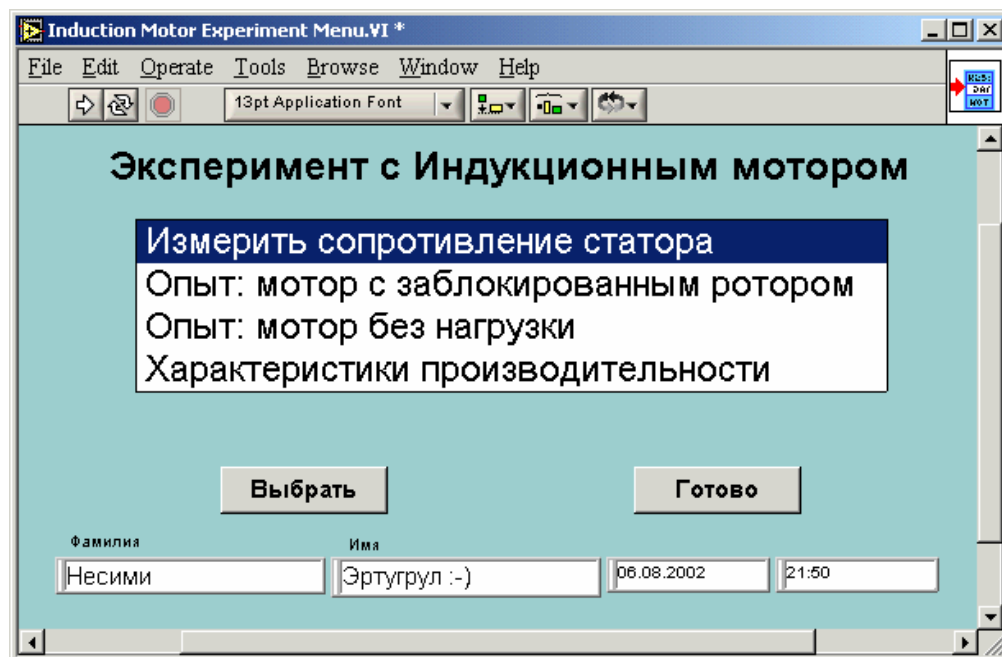 Induction Motor Experiment Menu.VI *
File Edit Operate Tools Browse Window Help
13pt Application Font
Эксперимент с Индукционным мотором
Измерить сопротивление статора
Опыт: мотор с заблокированным ротором
Опыт: мотор без нагрузки
Характеристики производительности
Выбрать Готово
Фамилия Имя
Несими Эртугрул :-) 06.08.2002 21:50